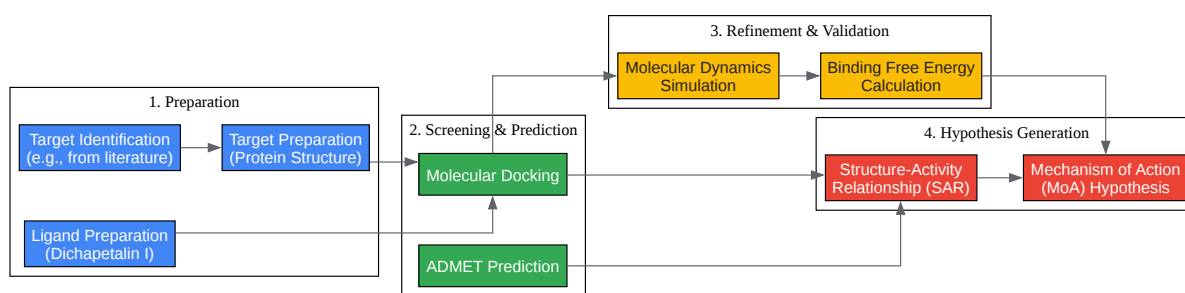 1. Preparation
Target Identification
(e.g., from literature)
Target Preparation
(Protein Structure)
Ligand Preparation
(Dichapetalin I)
2. Screening & Prediction
Molecular Docking
ADMET Prediction
3. Refinement & Validation
Molecular Dynamics
Simulation
Binding Free Energy
Calculation
4. Hypothesis Generation
Structure-Activity
Relationship (SAR)
Mechanism of Action
(MoA) Hypothesis